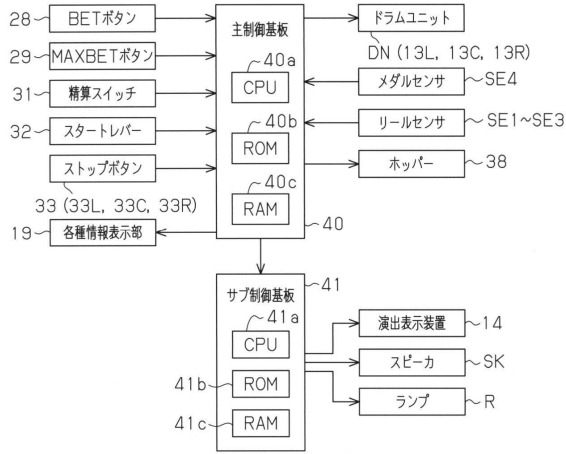 28
BETボタン
主制御基板
ドラムユニット
DN (13L, 13C, 13R)
29
MAXBETボタン
40a
CPU
メダルセンサ
SE4
31
精算スイッチ
40b
ROM
リールセンサ
SE1~SE3
32
スタートレバー
ホッパー
38
ストップボタン
33 (33L, 33C, 33R)
40c
RAM
40
19
各種情報表示部
サブ制御基板
41
41a
CPU
演出表示装置
14
スピーカ
SK
41b
ROM
ランプ
R
41c
RAM